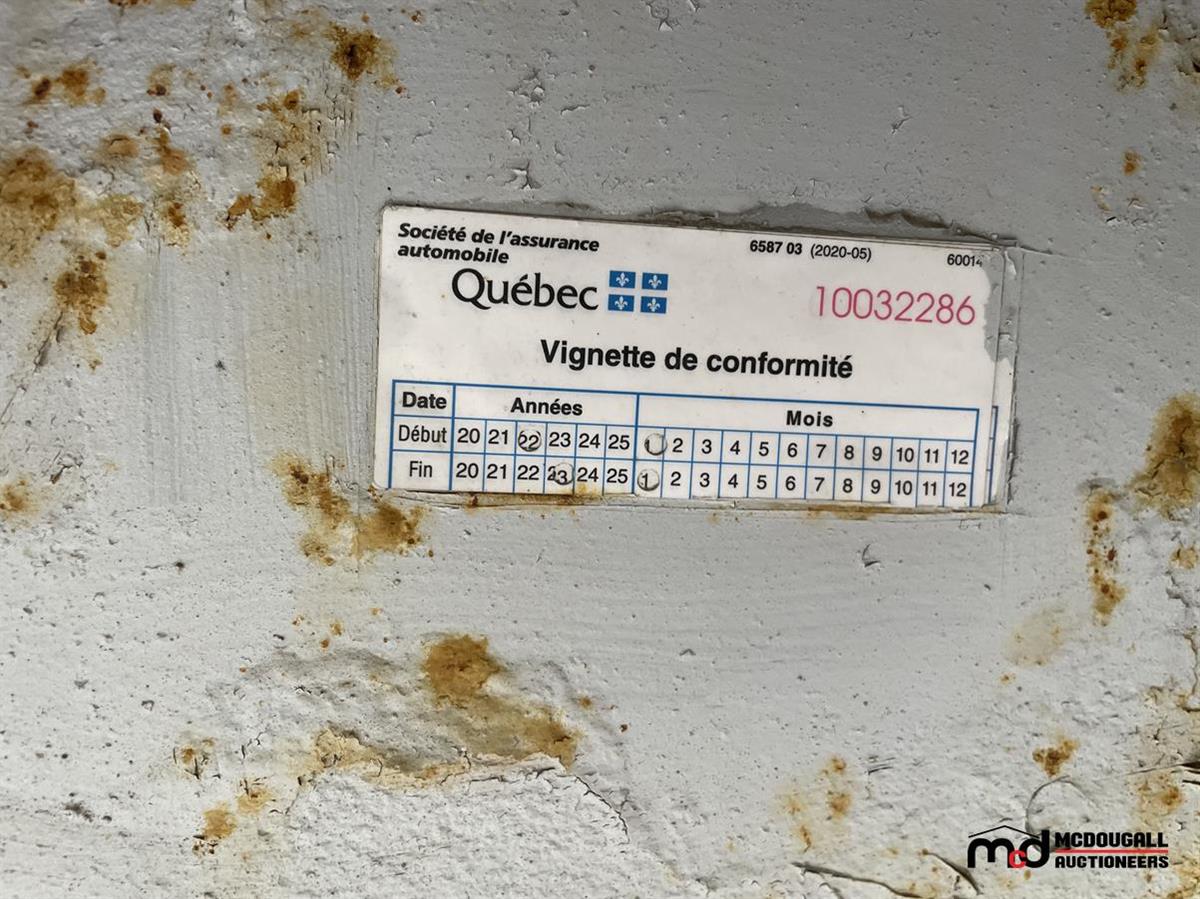 Société de l'assurance
automobile
Québec
6587 03 (2020-05)
60014
10032286
Vignette de conformité
Date Années Mois
Début 20 21 22 23 24 25 1 2 3 4 5 6 7 8 9 10 11 12
Fin 20 21 22 23 24 25 1 2 3 4 5 6 7 8 9 10 11 12
mcd MCDOUGALL
AUCTIONEERS